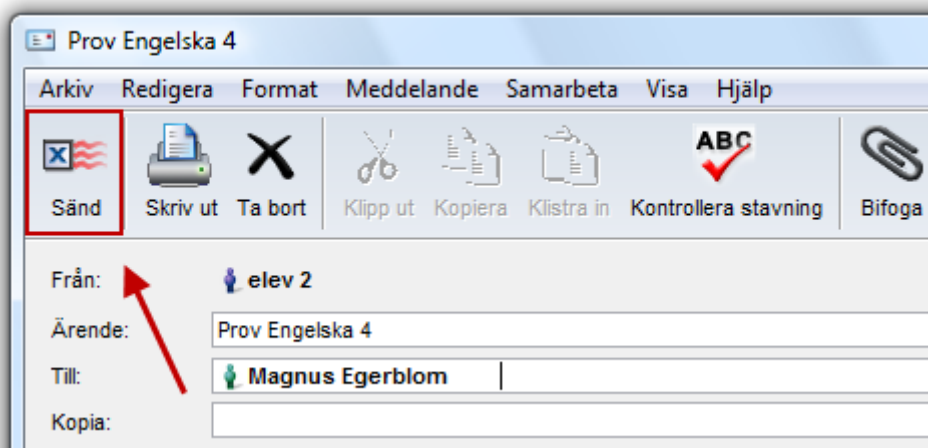 Prov Engelska 4
Arkiv Redigera Format Meddelande Samarbeta Visa Hjälp
ABC
Sänd Skriv ut Ta bort Klipp ut Kopiera Klistra in Kontrollera stavning Bifoga
Från: elev 2
Ärende: Prov Engelska 4
Till: Magnus Egerblom
Kopia: